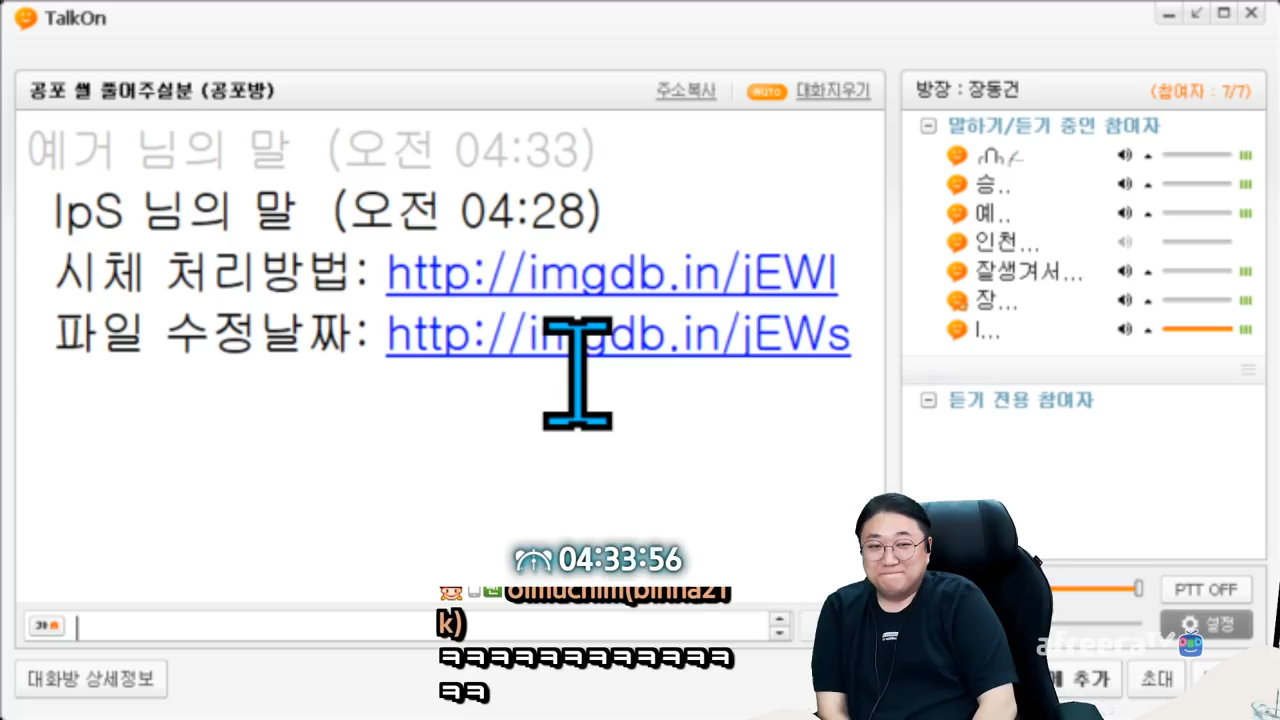 TalkOn
공포 썰 풀어주실분 (공포방)
주소복사
AUTO
대화지우기
예거 님의 말 (오전 04:33)
IpS 님의 말 (오전 04:28)
시체 처리방법: http://imgdb.in/jEWl
파일 수정날짜: http://imgdb.in/jEWs
방장 : 장동건
(참여자 : 7/7)
말하기/듣기 중인 참여자
승..
예..
인천...
잘생겨서...
장...
I...
듣기 전용 참여자
04:33:56
k)
ㅋㅋㅋㅋㅋㅋㅋㅋㅋㅋㅋㅋ
ㅋㅋ
가
PTT OFF
설정
afreecaTV
대화방 상세정보
추가
초대